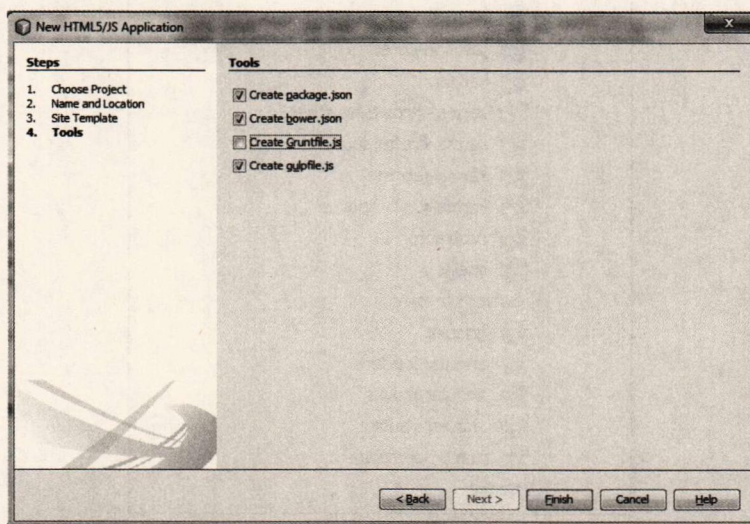 New HTML5/JS Application
X
Steps
1. Choose Project
2. Name and Location
3. Site Template
4. Tools
Tools
Create package.json
Create bower.json
Create Gruntfile.js
Create gulpfile.js
< Back
Next >
Finish
Cancel
Help